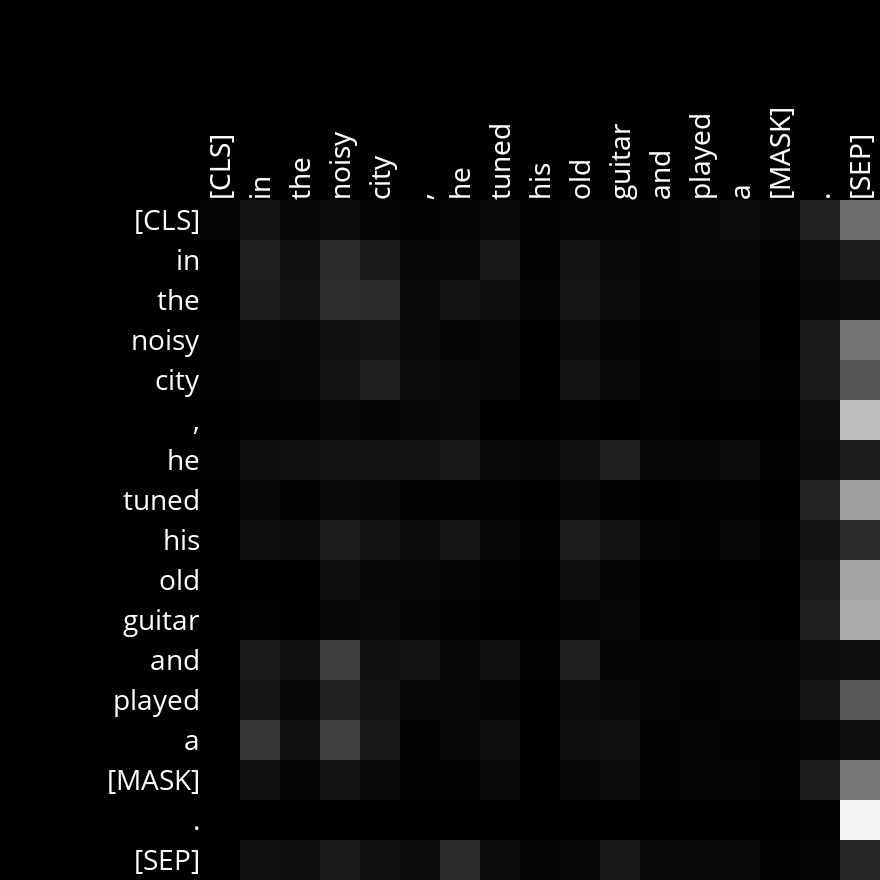 [CLS] in the noisy city , he tuned his old guitar and played a [MASK] . [SEP]
[CLS]
in
the
noisy
city
,
he
tuned
his
old
guitar
and
played
a
[MASK]
.
[SEP]